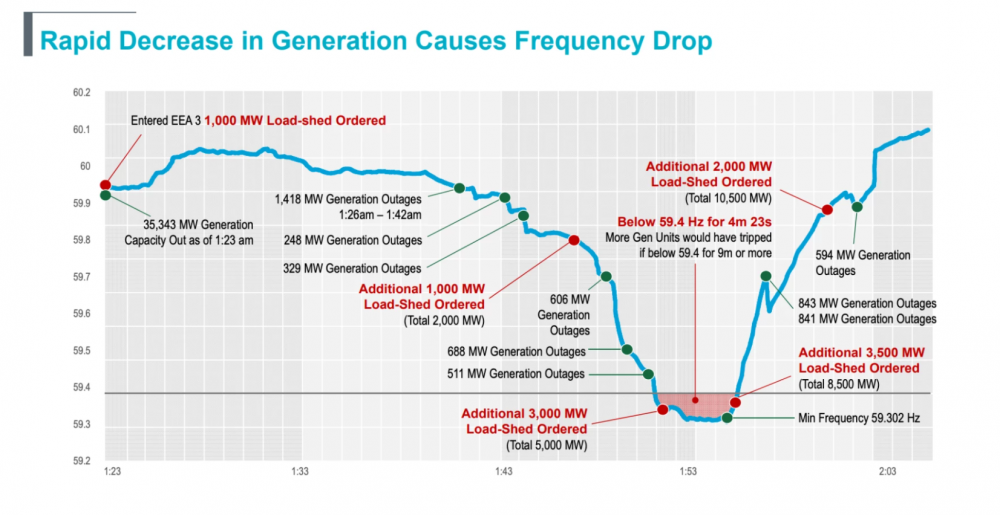 Rapid Decrease in Generation Causes Frequency Drop
60.2
60.1
60
59.9
59.8
59.7
59.6
59.5
59.4
59.3
59.2
Entered EEA 3 1,000 MW Load-shed Ordered
35,343 MW Generation
Capacity Out as of 1:23 am
1,418 MW Generation Outages
1:26am – 1:42am
248 MW Generation Outages
329 MW Generation Outages
Additional 1,000 MW
Load-Shed Ordered
(Total 2,000 MW)
606 MW
Generation
Outages
688 MW Generation Outages
511 MW Generation Outages
Additional 3,000 MW
Load-Shed Ordered
(Total 5,000 MW)
Additional 2,000 MW
Load-Shed Ordered
(Total 10,500 MW)
Below 59.4 Hz for 4m 23s
More Gen Units would have tripped
if below 59.4 for 9m or more
594 MW Generation
Outages
843 MW Generation Outages
841 MW Generation Outages
Additional 3,500 MW
Load-Shed Ordered
(Total 8,500 MW)
Min Frequency 59.302 Hz
1:23
1:33
1:43
1:53
2:03